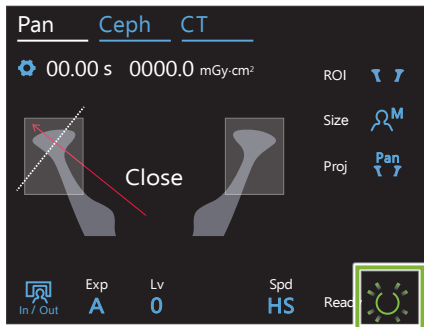 Pan Ceph CT
00.00 s 0000.0 mGy·cm²
ROI
Size M
Proj Pan
Close
Exp Lv Spd
In / Out A 0 HS Ready